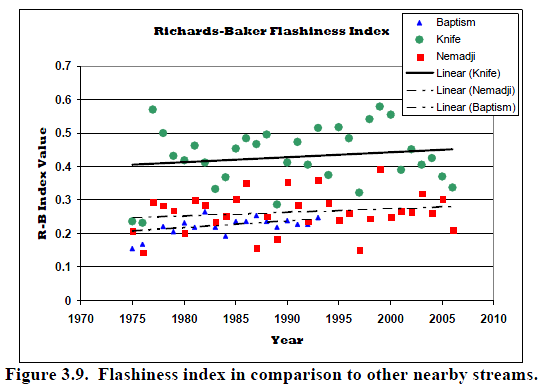 Richards-Baker Flashiness Index
Baptism
Knife
Nemadji
Linear (Knife)
Linear (Nemadji)
Linear (Baptism)
0.7
0.6
0.5
0.4
0.3
0.2
0.1
0
R-B Index Value
1970 1975 1980 1985 1990 1995 2000 2005 2010
Year
Figure 3.9. Flashiness index in comparison to other nearby streams.